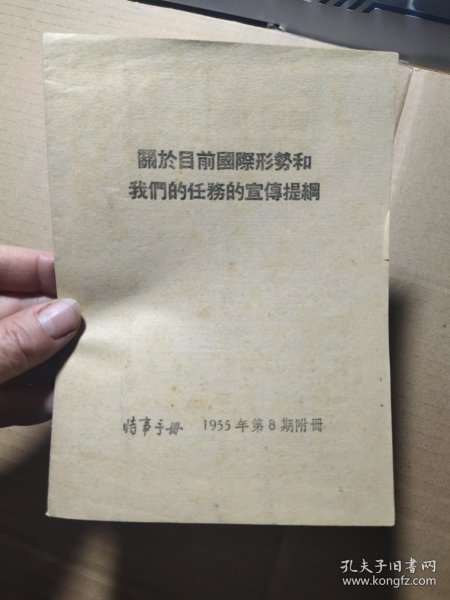 關於目前國際形勢和
我們的任務的宣傳提綱
時事手册 1955年第8期附冊
孔夫子旧书网
www.kongfz.com